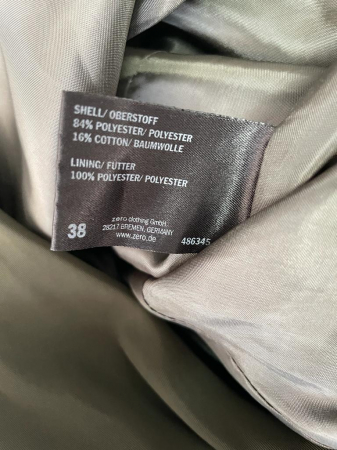 SHELL/ OBERSTOFF
84% POLYESTER/ POLYESTER
16% COTTON/ BAUMWOLLE
LINING/ FUTTER
100% POLYESTER/ POLYESTER
zero clothing GmbH
38 28217 BREMEN, GERMANY
www.zero.de 486345